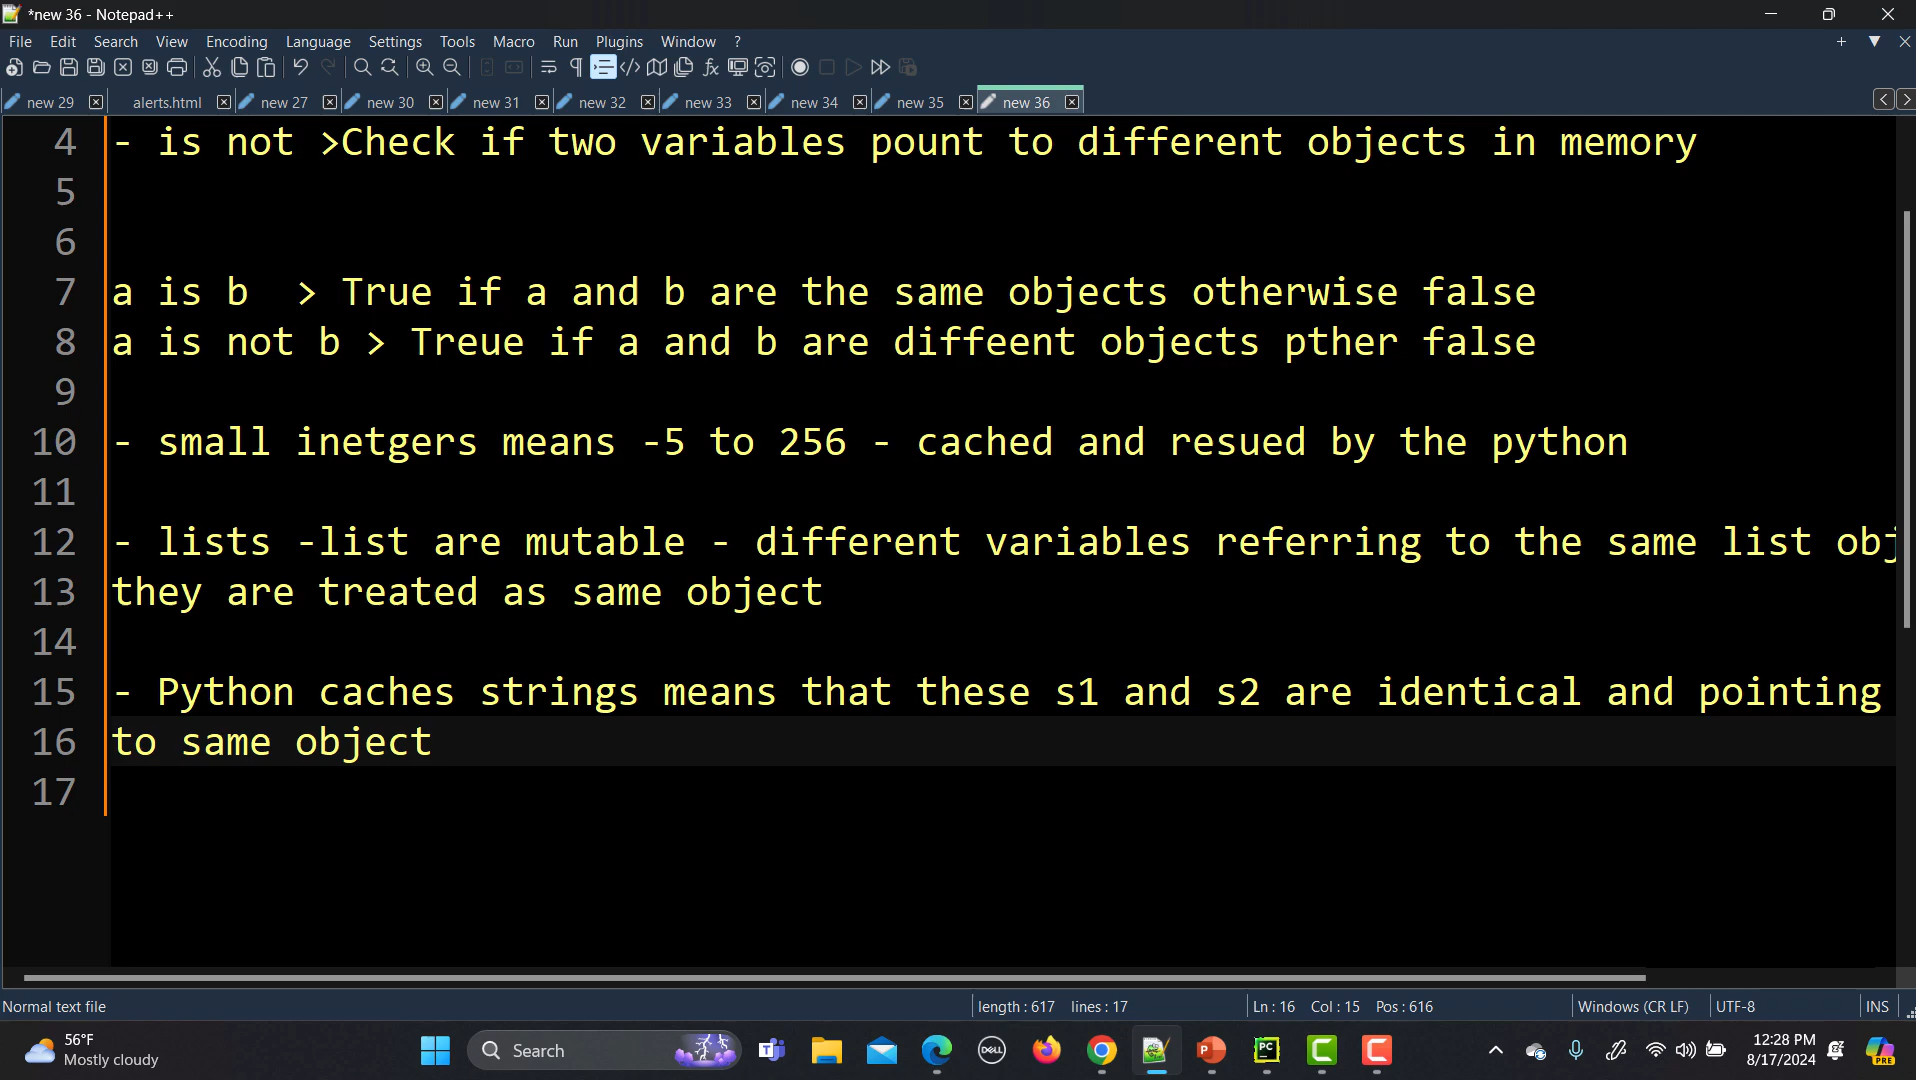 *new 36 - Notepad++
File Edit Search View Encoding Language Settings Tools Macro Run Plugins Window ?
new 29 alerts.html new 27 new 30 new 31 new 32 new 33 new 34 new 35 new 36
4 - is not >Check if two variables pount to different objects in memory
5
6
7 a is b  > True if a and b are the same objects otherwise false
8 a is not b > Treue if a and b are diffeent objects pther false
9
10 - small inetgers means -5 to 256 - cached and resued by the python
11
12 - lists -list are mutable - different variables referring to the same list obj
13 they are treated as same object
14
15 - Python caches strings means that these s1 and s2 are identical and pointing
16 to same object
17
Normal text file length : 617 lines : 17 Ln : 16 Col : 15 Pos : 616 Windows (CR LF) UTF-8 INS
56°F
Mostly cloudy
Search
DELL
PC
12:28 PM
8/17/2024
PRE